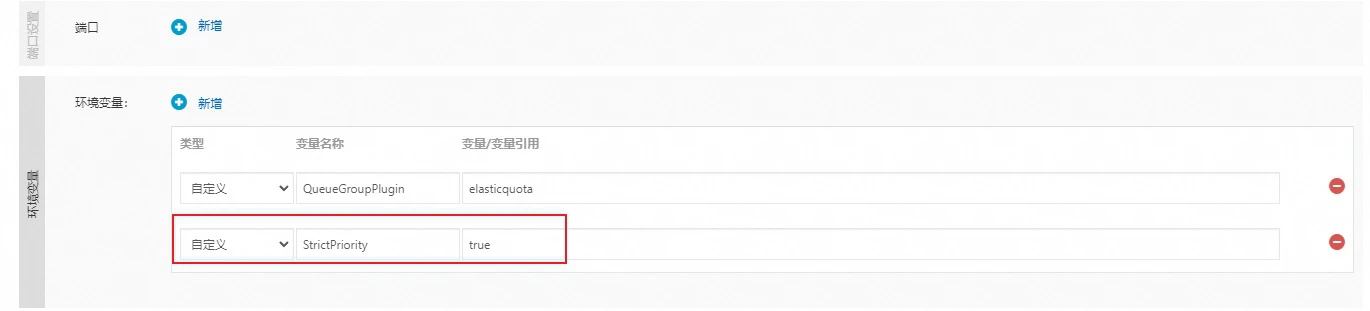 端口设置
端口
新增
环境变量
环境变量：
新增
类型 变量名称 变量/变量引用
自定义 QueueGroupPlugin elasticquota
自定义 StrictPriority true